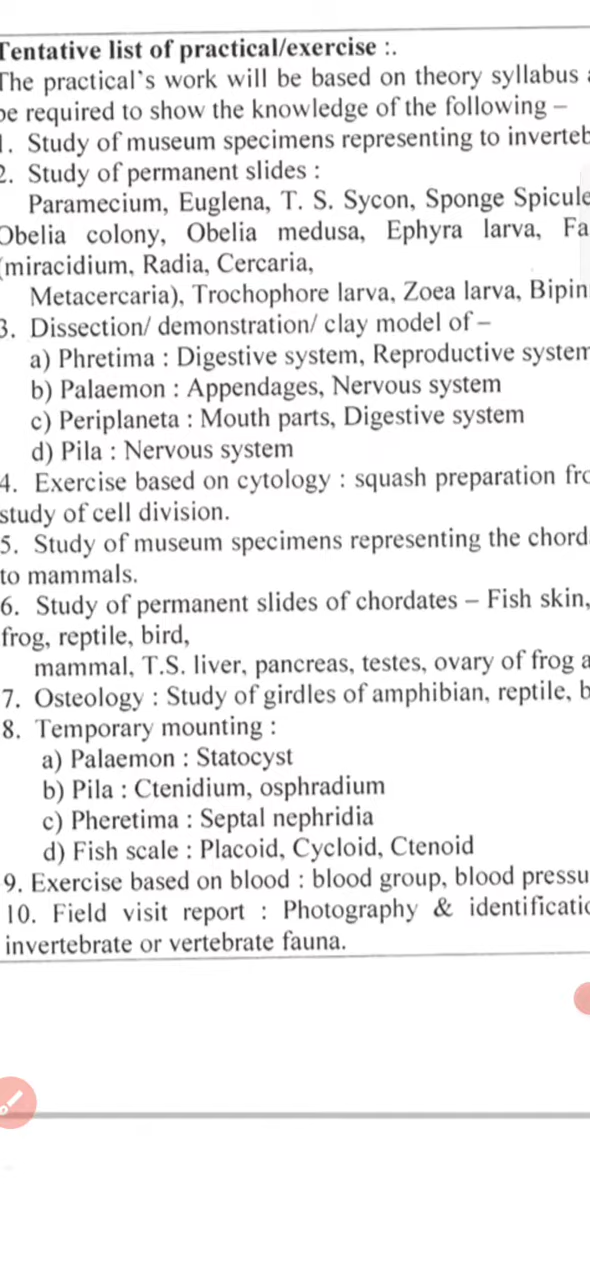 Tentative list of practical/exercise :.
The practical's work will be based on theory syllabus
be required to show the knowledge of the following –
1. Study of museum specimens representing to inverteb
2. Study of permanent slides :
Paramecium, Euglena, T. S. Sycon, Sponge Spicule
Obelia colony, Obelia medusa, Ephyra larva, Fa
(miracidium, Radia, Cercaria,
Metacercaria), Trochophore larva, Zoea larva, Bipin
3. Dissection/ demonstration/ clay model of –
a) Phretima : Digestive system, Reproductive system
b) Palaemon : Appendages, Nervous system
c) Periplaneta : Mouth parts, Digestive system
d) Pila : Nervous system
4. Exercise based on cytology : squash preparation fro
study of cell division.
5. Study of museum specimens representing the chord
to mammals.
6. Study of permanent slides of chordates – Fish skin,
frog, reptile, bird,
mammal, T.S. liver, pancreas, testes, ovary of frog a
7. Osteology : Study of girdles of amphibian, reptile, b
8. Temporary mounting :
a) Palaemon : Statocyst
b) Pila : Ctenidium, osphradium
c) Pheretima : Septal nephridia
d) Fish scale : Placoid, Cycloid, Ctenoid
9. Exercise based on blood : blood group, blood pressu
10. Field visit report : Photography & identificatio
invertebrate or vertebrate fauna.